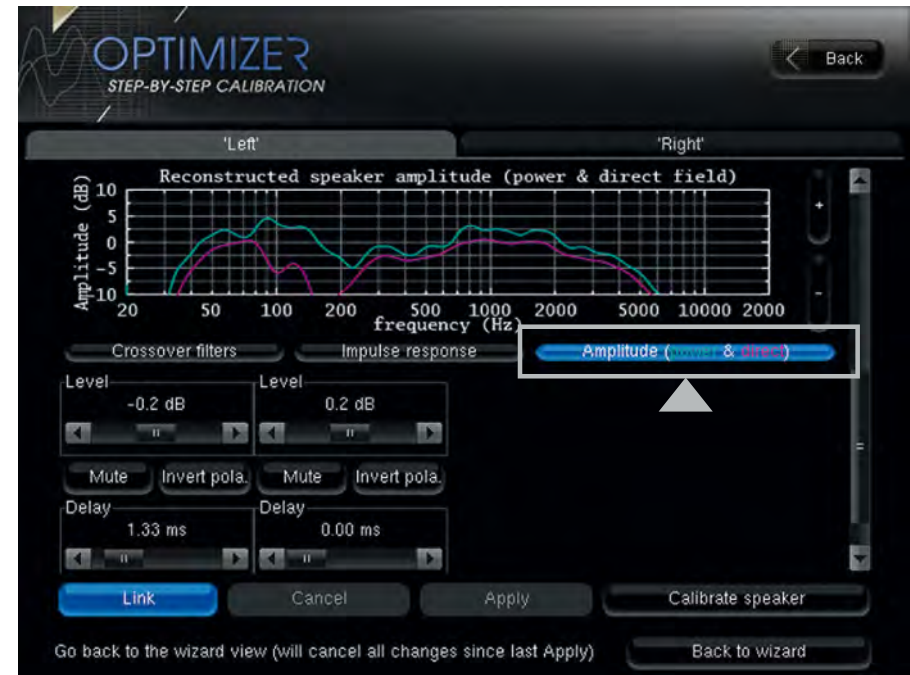 OPTIMIZER
STEP-BY-STEP CALIBRATION
Back
'Left' 'Right'
Reconstructed speaker amplitude (power & direct field)
Amplitude (dB)
10
5
0
-5
-10
20 50 100 200 500 1000 2000 5000 10000 2000
frequency (Hz)
+
-
Crossover filters Impulse response Amplitude (power & direct)
Level Level
-0.2 dB 0.2 dB
Mute Invert pola. Mute Invert pola.
Delay Delay
1.33 ms 0.00 ms
Link Cancel Apply Calibrate speaker
Go back to the wizard view (will cancel all changes since last Apply) Back to wizard